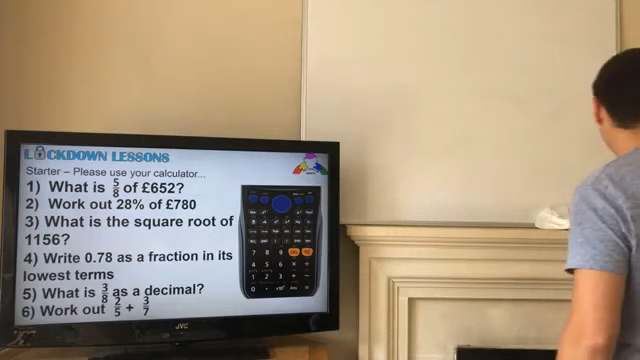 LOCKDOWN LESSONS
Starter – Please use your calculator...
1) What is 5/8 of £652?
2) Work out 28% of £780
3) What is the square root of
1156?
4) Write 0.78 as a fraction in its
lowest terms
5) What is 3/8 as a decimal?
6) Work out 2/5 + 3/7
JVC